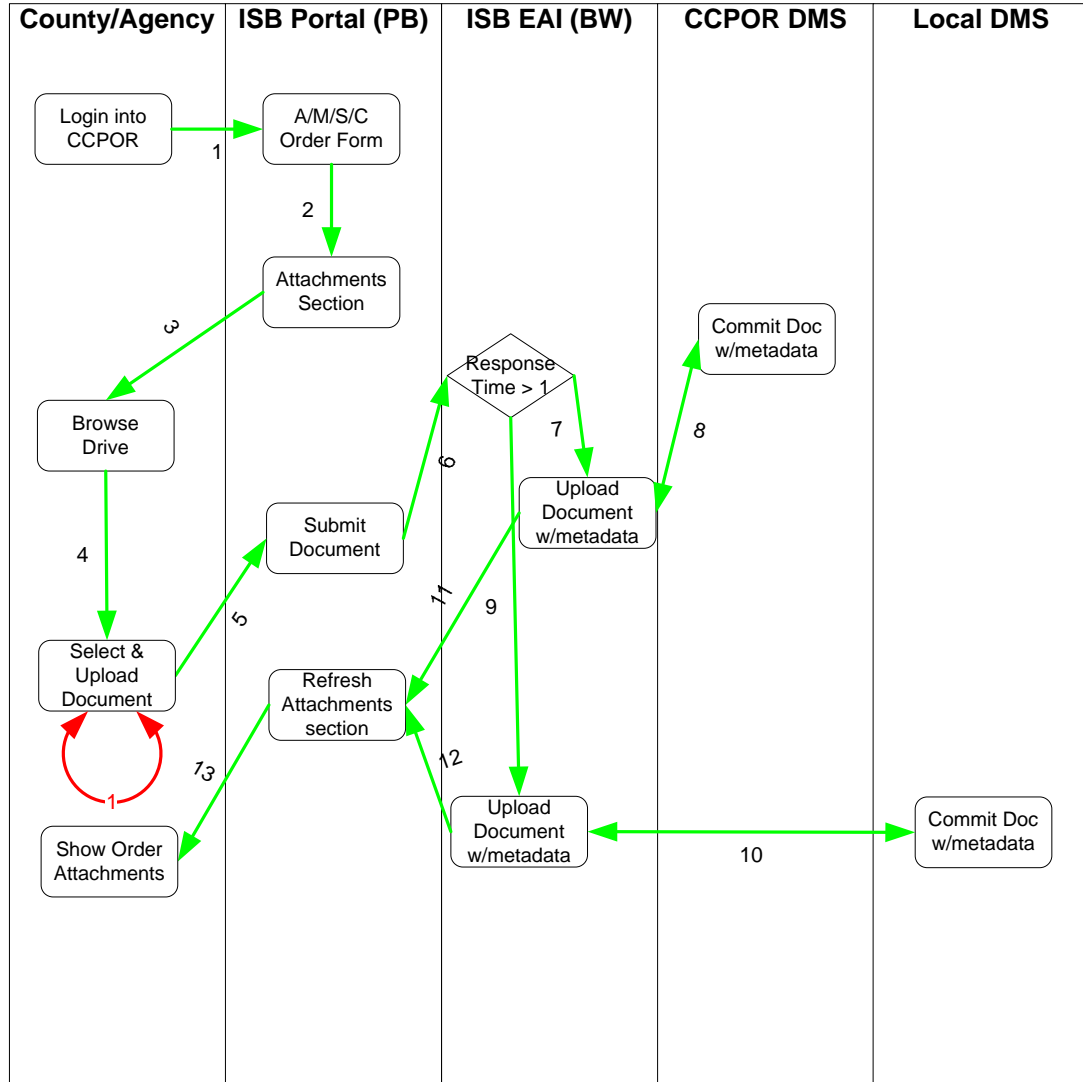 County/Agency
ISB Portal (PB)
ISB EAI (BW)
CCPOR DMS
Local DMS
Login into
CCPOR
1
A/M/S/C
Order Form
2
Attachments
Section
3
Browse
Drive
4
Select &
Upload
Document
1
5
Submit
Document
6
Response
Time > 1
7
Upload
Document
w/metadata
8
Commit Doc
w/metadata
9
Upload
Document
w/metadata
10
Commit Doc
w/metadata
11
12
Refresh
Attachments
section
13
Show Order
Attachments